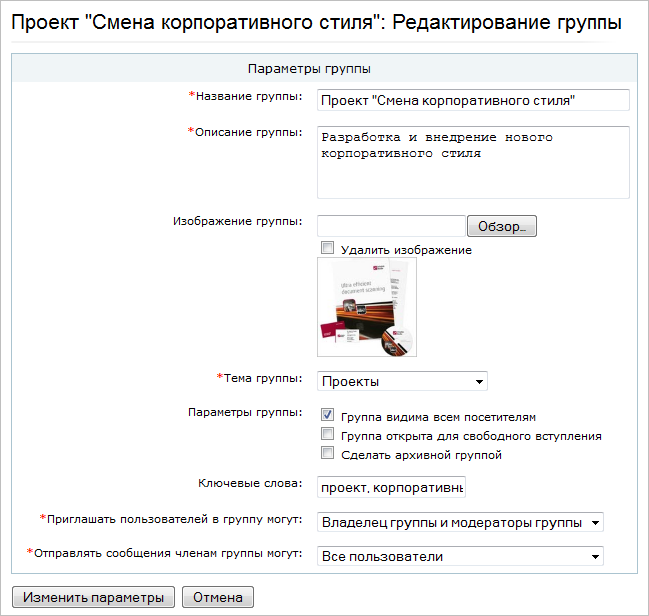 Проект "Смена корпоративного стиля": Редактирование группы
Параметры группы
*Название группы: Проект "Смена корпоративного стиля"
*Описание группы: Разработка и внедрение нового
корпоративного стиля
Изображение группы: Обзор...
Удалить изображение
Ultra efficient
document scanning
*Тема группы: Проекты
Параметры группы: Группа видима всем посетителям
Группа открыта для свободного вступления
Сделать архивной группой
Ключевые слова: проект, корпоративны
*Приглашать пользователей в группу могут: Владелец группы и модераторы группы
*Отправлять сообщения членам группы могут: Все пользователи
Изменить параметры Отмена